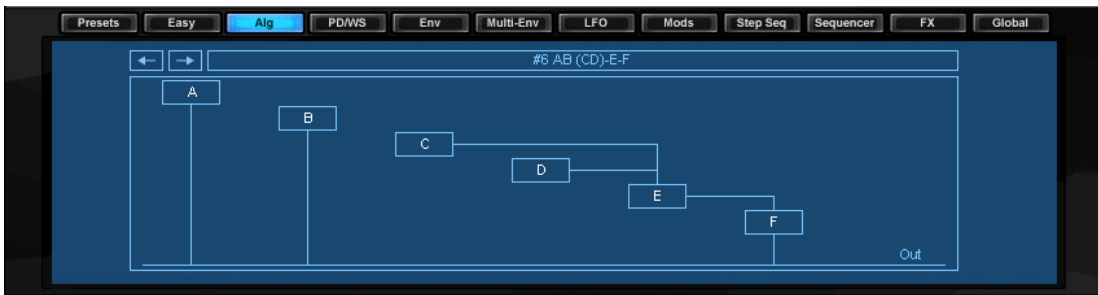 Presets Easy Alg PD/WS Env Multi-Env LFO Mods Step Seq Sequencer FX Global
#6 AB (CD)-E-F
A
B
C
D
E
F
Out